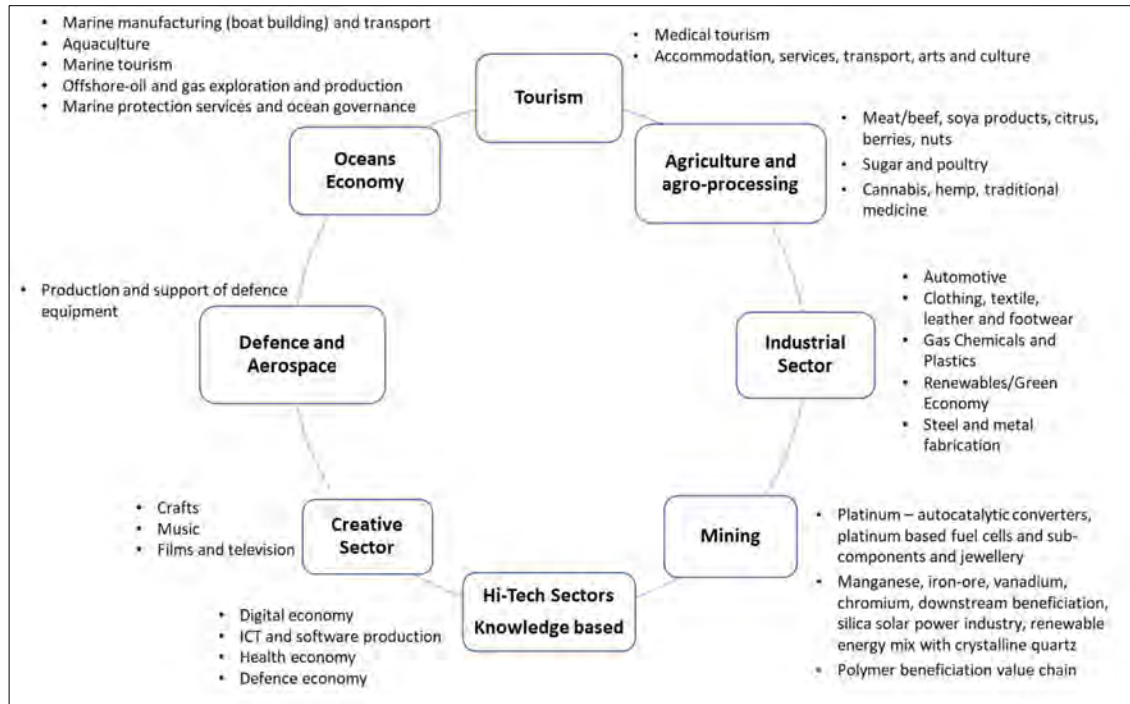 • Marine manufacturing (boat building) and transport
• Aquaculture
• Marine tourism
• Offshore-oil and gas exploration and production
• Marine protection services and ocean governance
• Medical tourism
• Accommodation, services, transport, arts and culture
Tourism
Oceans
Economy
Agriculture and
agro-processing
• Meat/beef, soya products, citrus,
berries, nuts
• Sugar and poultry
• Cannabis, hemp, traditional
medicine
• Production and support of defence
equipment
Defence and
Aerospace
Industrial
Sector
• Automotive
• Clothing, textile,
leather and footwear
• Gas Chemicals and
Plastics
• Renewables/Green
Economy
• Steel and metal
fabrication
• Crafts
• Music
• Films and television
Creative
Sector
Mining
• Platinum – autocatalytic converters,
platinum based fuel cells and sub-
components and jewellery
• Manganese, iron-ore, vanadium,
chromium, downstream beneficiation,
silica solar power industry, renewable
energy mix with crystalline quartz
• Polymer beneficiation value chain
Hi-Tech Sectors
Knowledge based
• Digital economy
• ICT and software production
• Health economy
• Defence economy